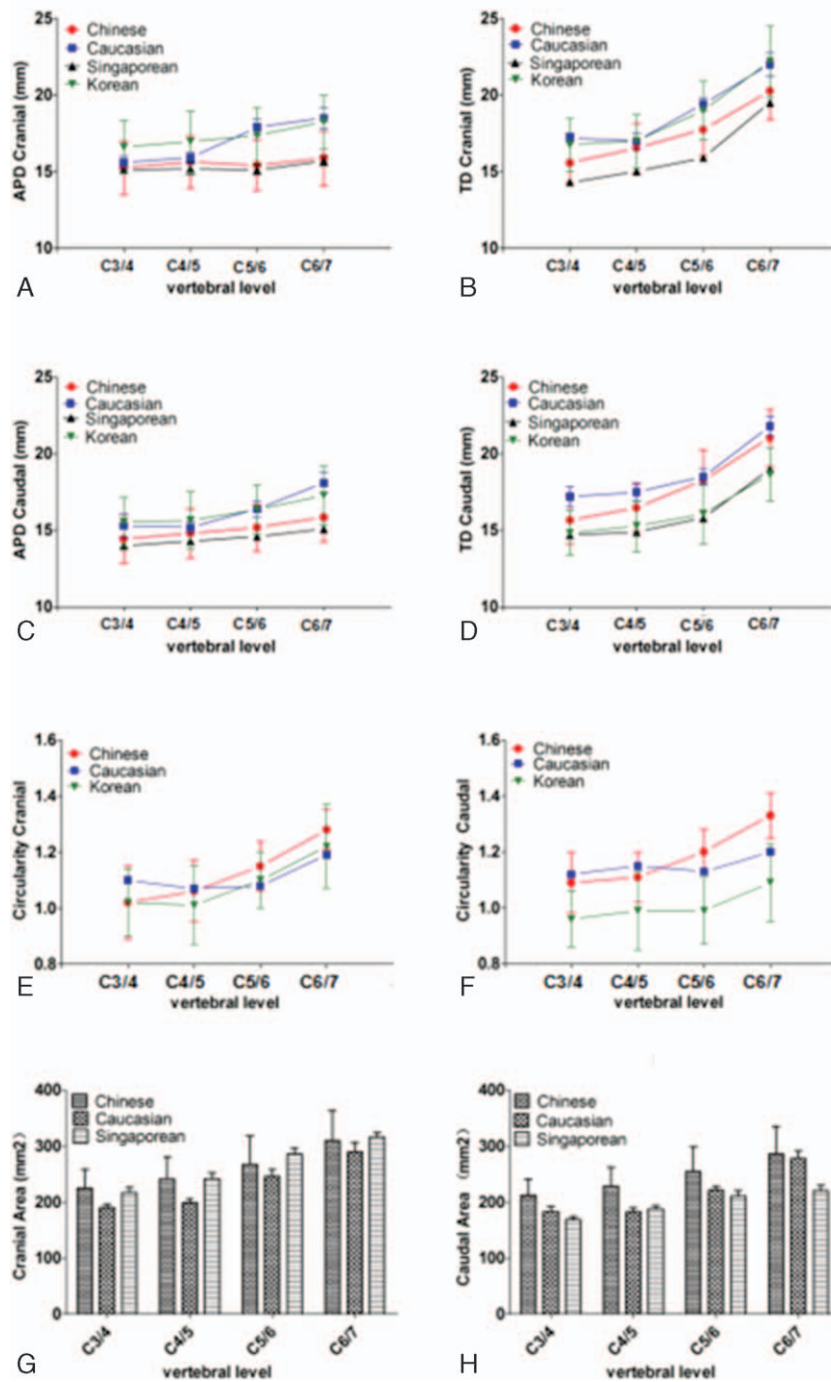 25
20
15
10
APD Cranial (mm)
Chinese
Caucasian
Singaporean
Korean
C3/4 C4/5 C5/6 C6/7
vertebral level
A
25
20
15
10
TD Cranial (mm)
Chinese
Caucasian
Singaporean
Korean
C3/4 C4/5 C5/6 C6/7
vertebral level
B
25
20
15
10
APD Caudal (mm)
Chinese
Caucasian
Singaporean
Korean
C3/4 C4/5 C5/6 C6/7
vertebral level
C
25
20
15
10
TD Caudal (mm)
Chinese
Caucasian
Singaporean
Korean
C3/4 C4/5 C5/6 C6/7
vertebral level
D
1.6
1.4
1.2
1.0
0.8
Circularity Cranial
Chinese
Caucasian
Korean
C3/4 C4/5 C5/6 C6/7
vertebral level
E
1.6
1.4
1.2
1.0
0.8
Circularity Caudal
Chinese
Caucasian
Korean
C3/4 C4/5 C5/6 C6/7
vertebral level
F
400
300
200
100
0
Cranial Area (mm2)
Chinese
Caucasian
Singaporean
C3/4 C4/5 C5/6 C6/7
vertebral level
G
400
300
200
100
0
Caudal Area (mm2)
Chinese
Caucasian
Singaporean
C3/4 C4/5 C5/6 C6/7
vertebral level
H